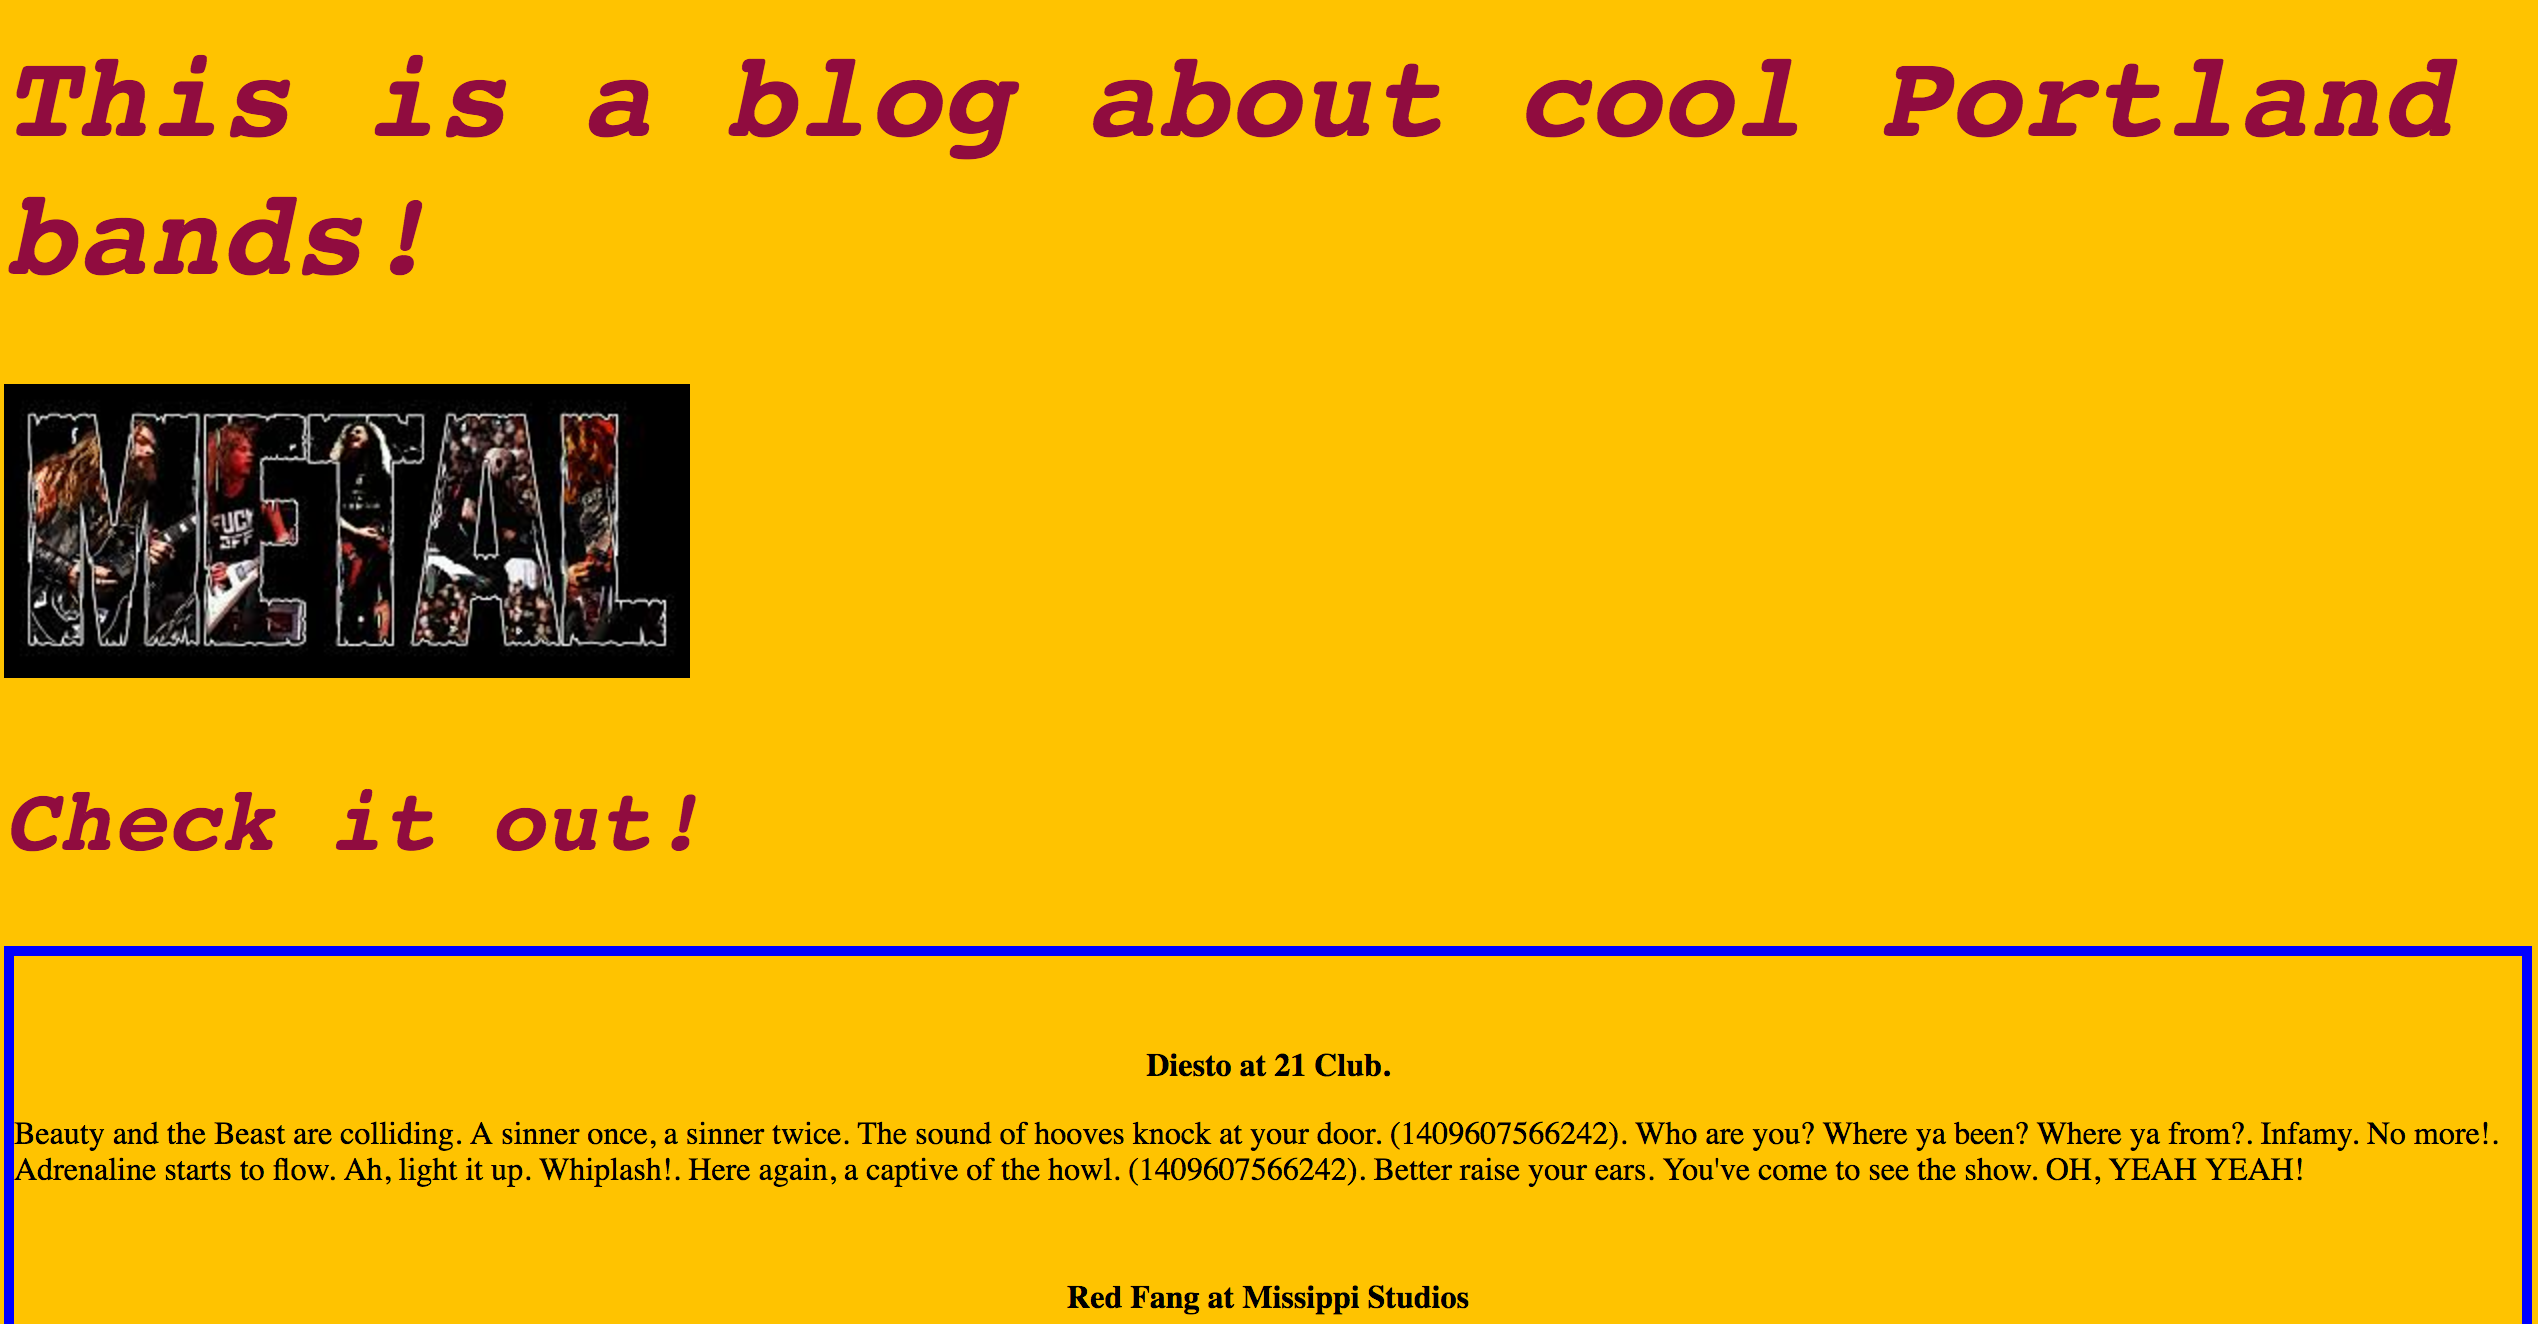 This is a blog about cool Portland
bands!
METAL
FUCK
OFF
Check it out!
Diesto at 21 Club.
Beauty and the Beast are colliding. A sinner once, a sinner twice. The sound of hooves knock at your door. (1409607566242). Who are you? Where ya been? Where ya from?. Infamy. No more!.
Adrenaline starts to flow. Ah, light it up. Whiplash!. Here again, a captive of the howl. (1409607566242). Better raise your ears. You've come to see the show. OH, YEAH YEAH!
Red Fang at Missippi Studios